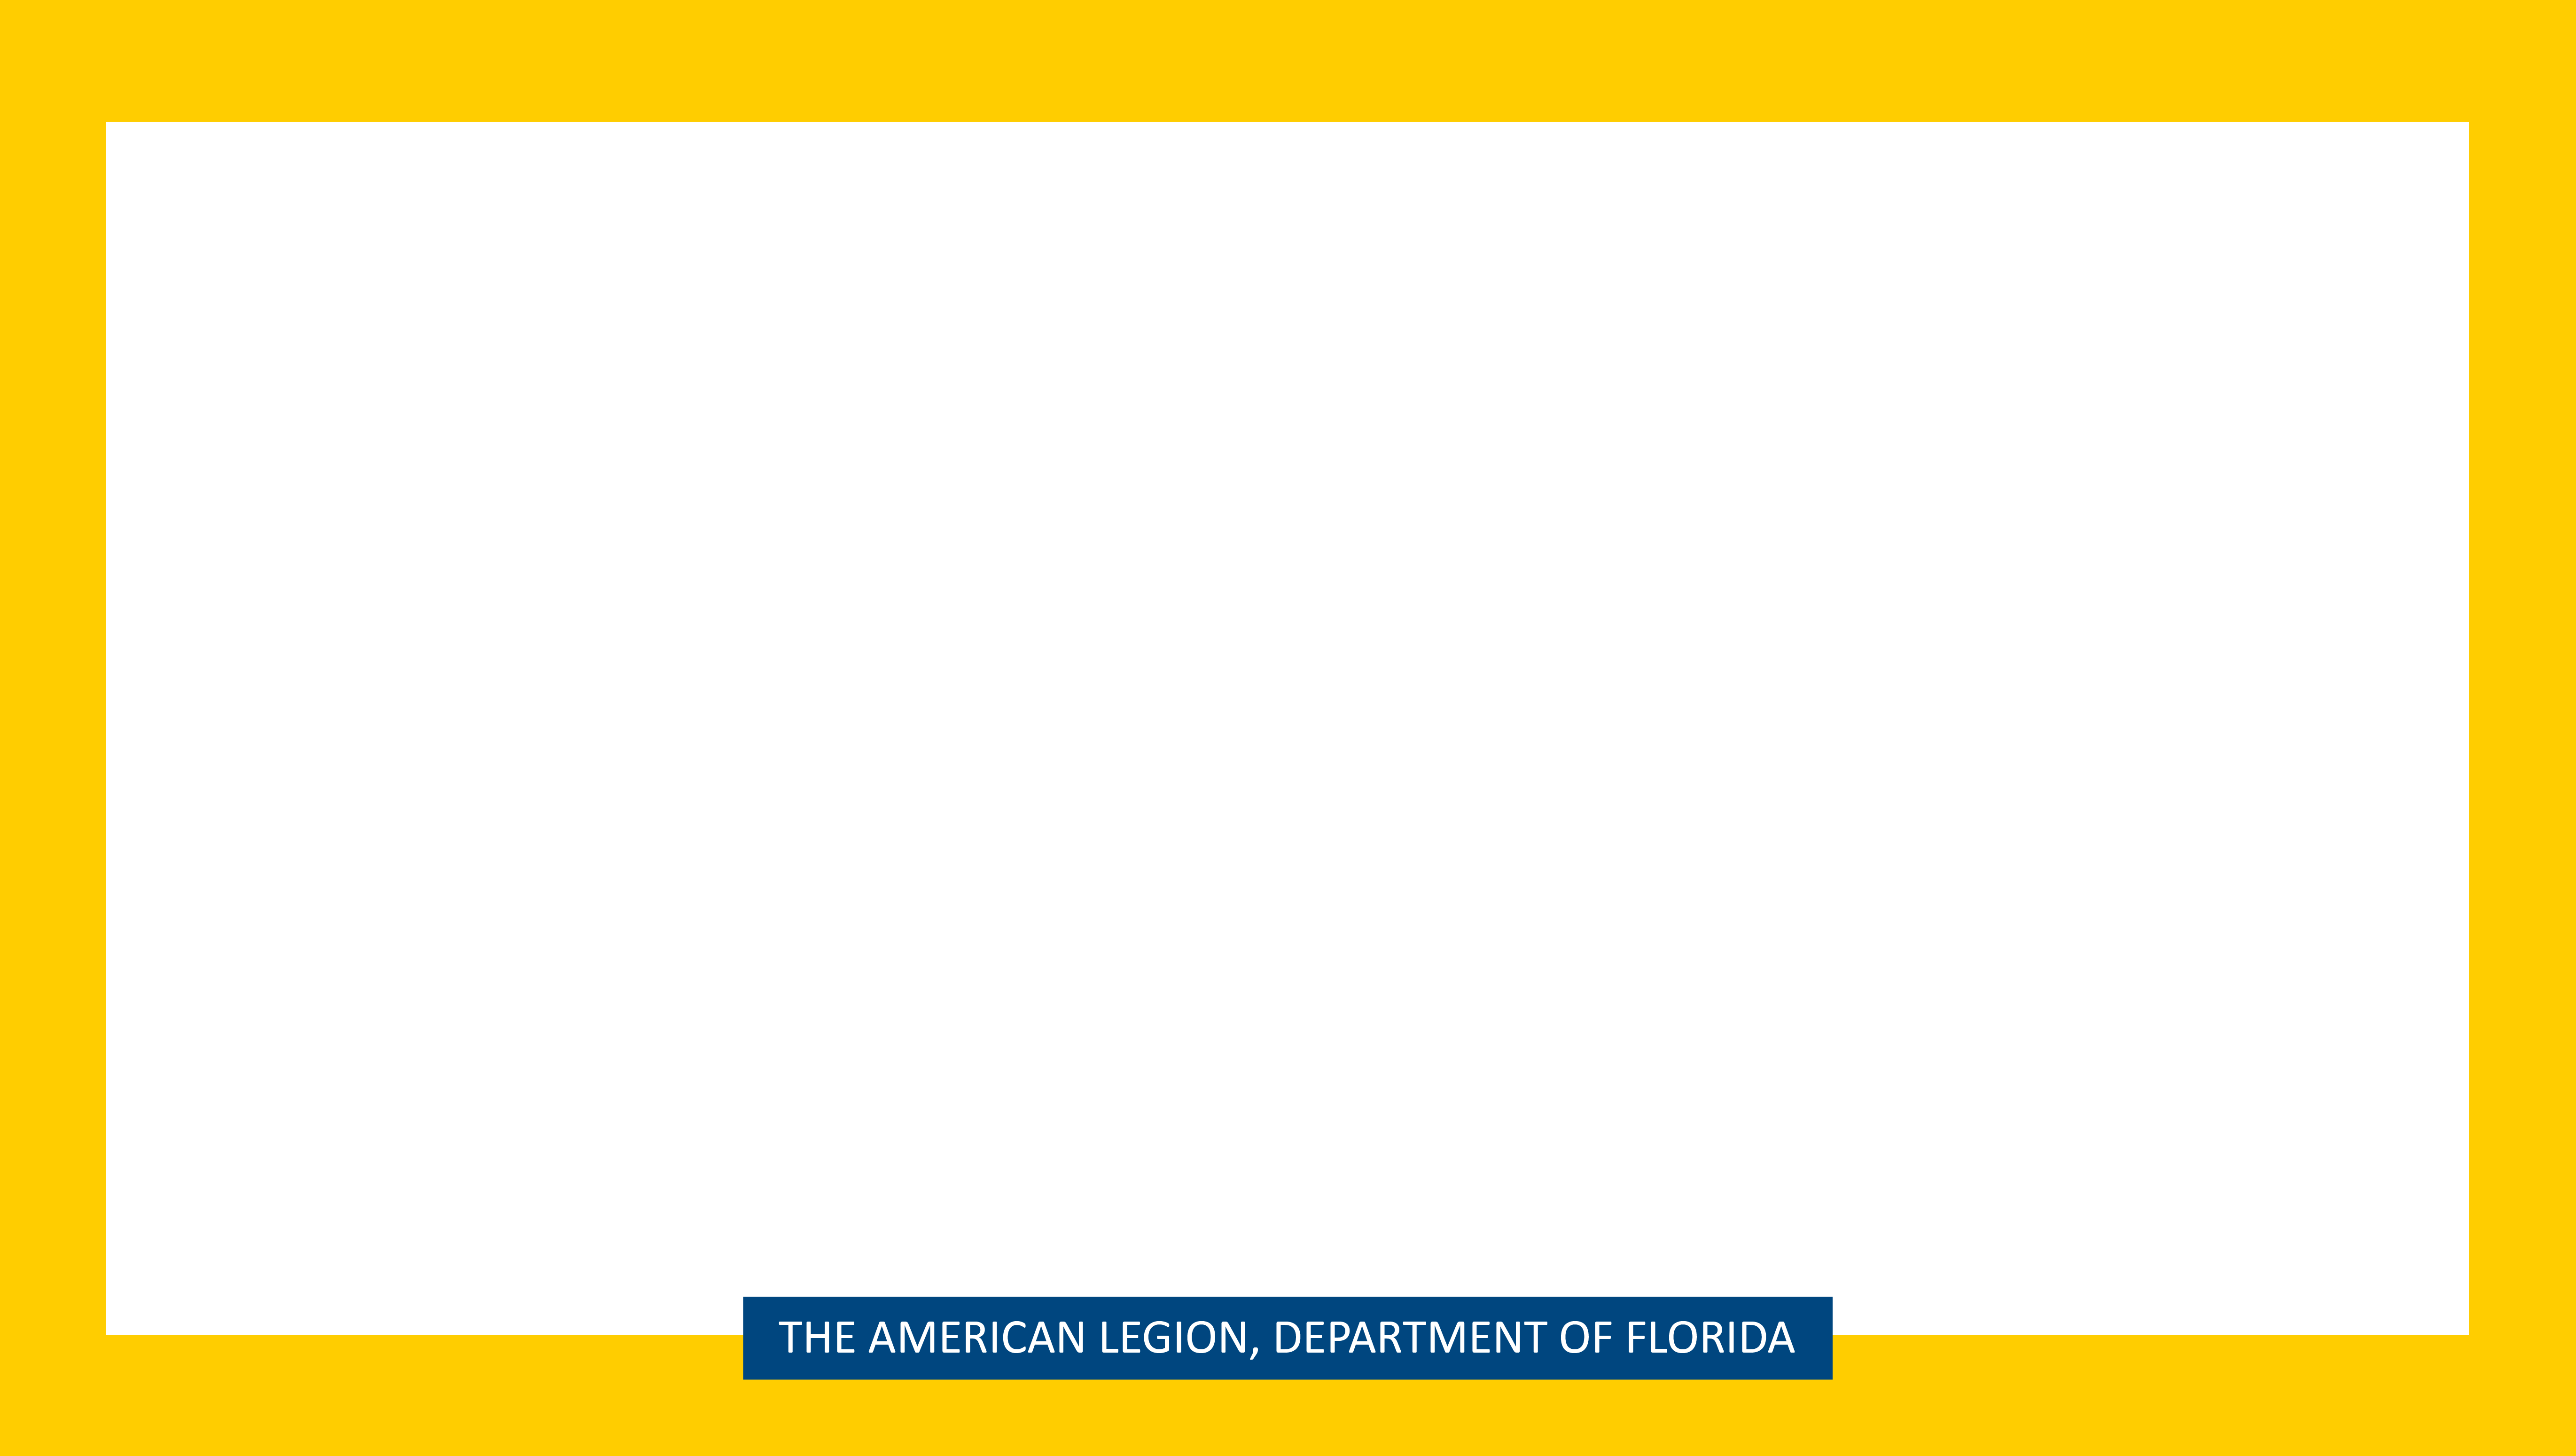 THE AMERICAN LEGION, DEPARTMENT OF FLORIDA